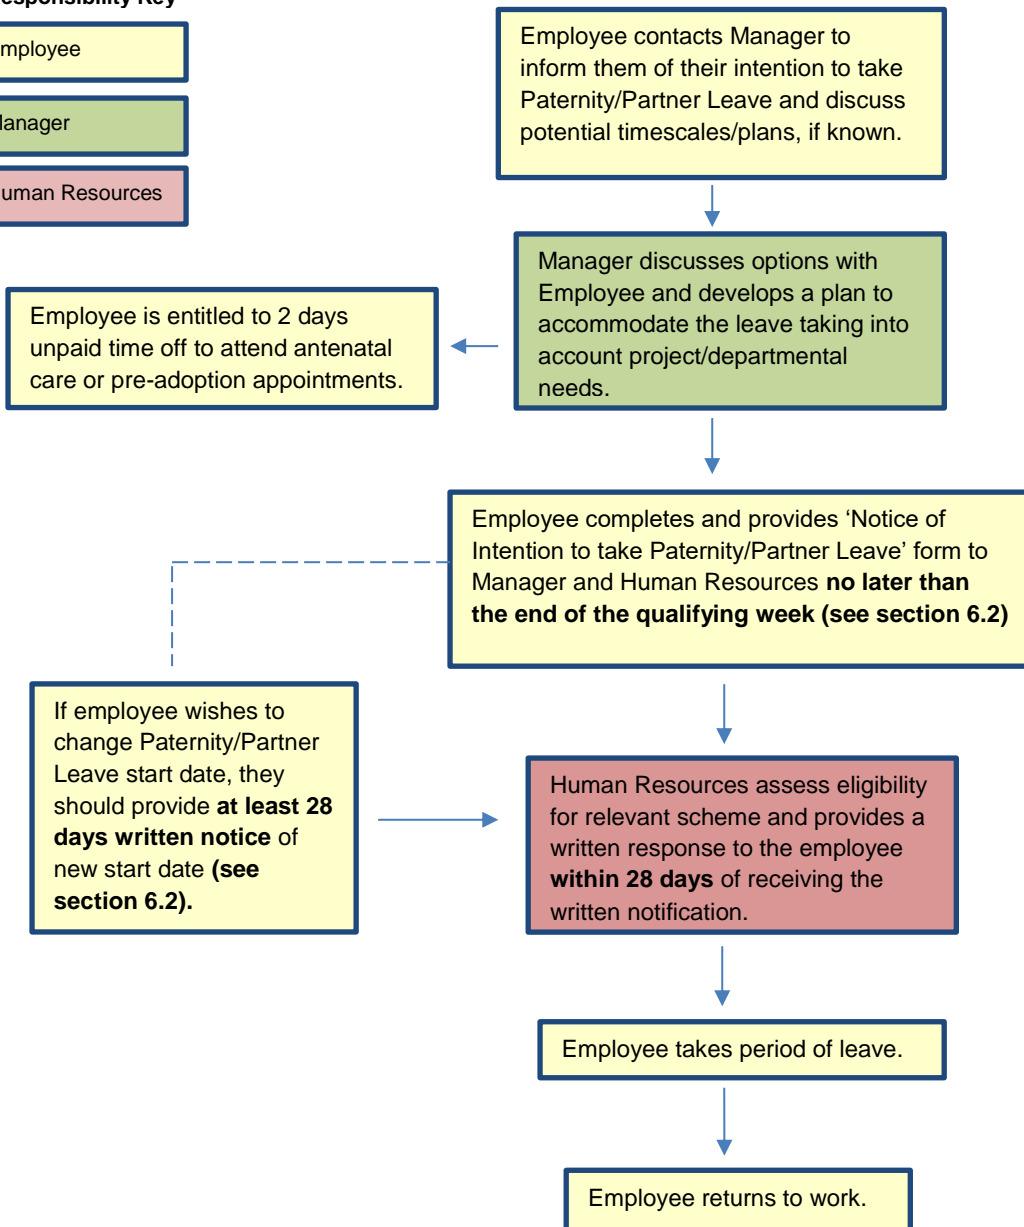 esponsibility Key
mployee
anager
uman Resources
Employee contacts Manager to
inform them of their intention to take
Paternity/Partner Leave and discuss
potential timescales/plans, if known.
Manager discusses options with
Employee and develops a plan to
accommodate the leave taking into
account project/departmental
needs.
Employee is entitled to 2 days
unpaid time off to attend antenatal
care or pre-adoption appointments.
Employee completes and provides ‘Notice of
Intention to take Paternity/Partner Leave’ form to
Manager and Human Resources no later than
the end of the qualifying week (see section 6.2)
If employee wishes to
change Paternity/Partner
Leave start date, they
should provide at least 28
days written notice of
new start date (see
section 6.2).
Human Resources assess eligibility
for relevant scheme and provides a
written response to the employee
within 28 days of receiving the
written notification.
Employee takes period of leave.
Employee returns to work.